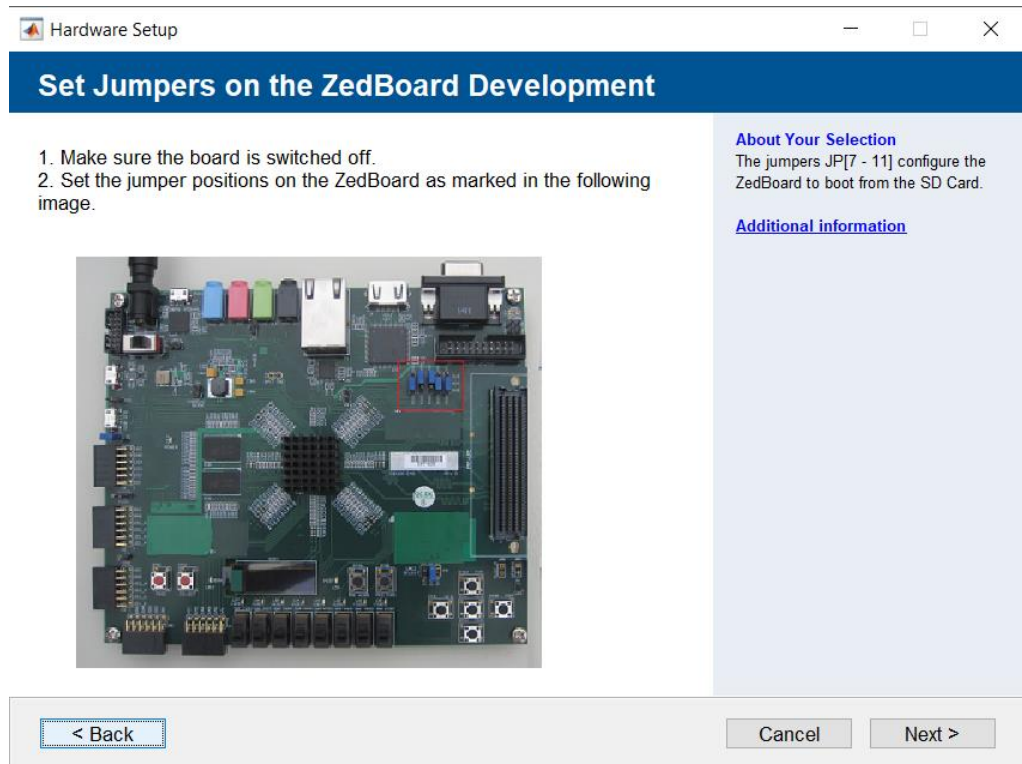 Hardware Setup
Set Jumpers on the ZedBoard Development
1. Make sure the board is switched off.
2. Set the jumper positions on the ZedBoard as marked in the following
image.
About Your Selection
The jumpers JP[7 - 11] configure the
ZedBoard to boot from the SD Card.
Additional information
< Back
Cancel
Next >